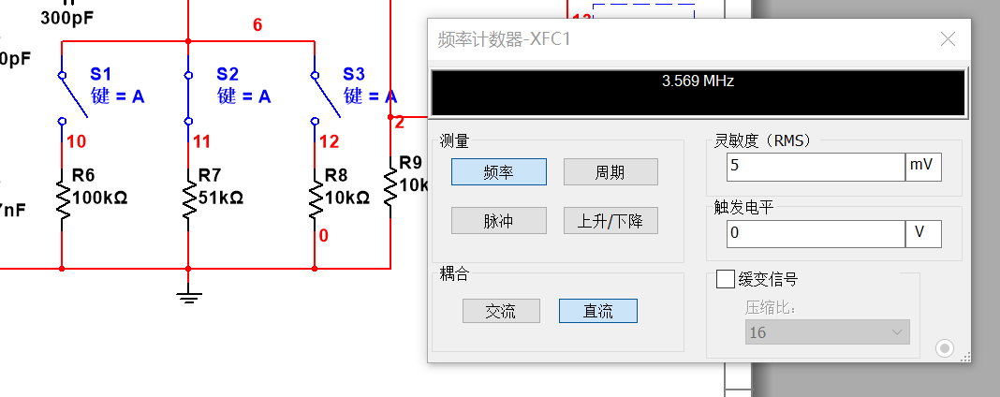 300pF
6
0pF
S1
键 = A
S2
键 = A
S3
键 = A
10
11
12
2
R6
100kΩ
R7
51kΩ
R8
10kΩ
R9
10k
7nF
0
频率计数器-XFC1
3.569 MHz
测量
频率
周期
脉冲
上升/下降
耦合
交流
直流
灵敏度（RMS）
5
mV
触发电平
0
V
缓变信号
压缩比:
16